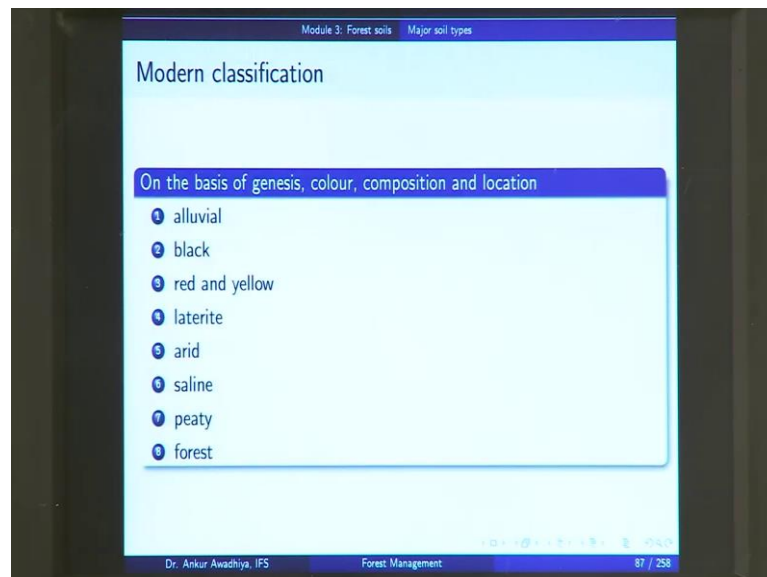 Module 3: Forest soils Major soil types
Modern classification
On the basis of genesis, colour, composition and location
1 alluvial
2 black
3 red and yellow
4 laterite
5 arid
6 saline
7 peaty
8 forest
Dr. Ankur Awadhiya, IFS Forest Management 87 / 258